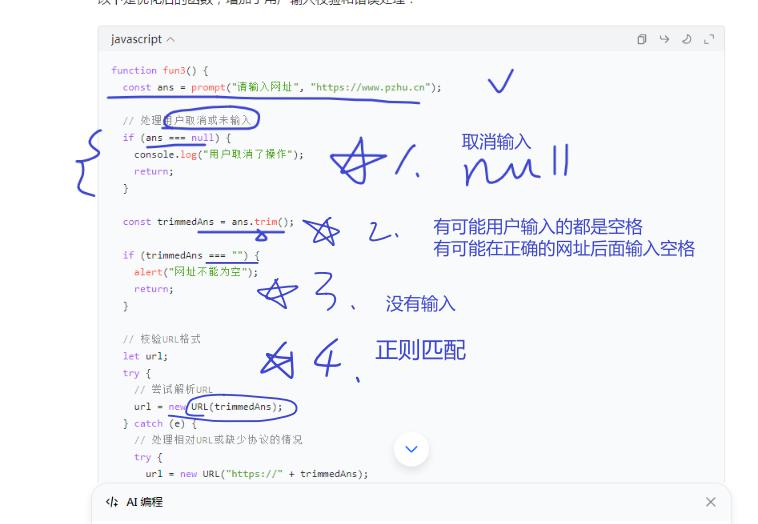 以下是优化后的函数，增加了用户输入校验和错误处理：
javascript
function fun3() {
const ans = prompt("请输入网址", "https://www.pzhu.cn");
// 处理用户取消或未输入
if (ans === null) {
console.log("用户取消了操作");
return;
}
1.
取消输入
null
const trimmedAns = ans.trim();
2.
有可能用户输入的都是空格
有可能在正确的网址后面输入空格
if (trimmedAns === "") {
alert("网址不能为空");
return;
}
3.
没有输入
// 校验URL格式
let url;
try {
4.
正则匹配
// 尝试解析URL
url = new URL(trimmedAns);
} catch (e) {
// 处理相对URL或缺少协议的情况
try {
url = new URL("https://" + trimmedAns);
AI 编程